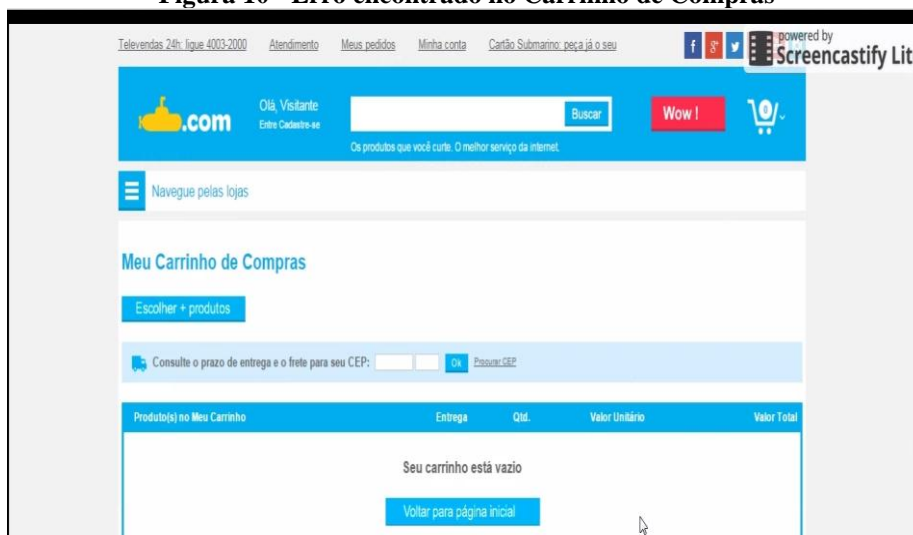 Figura 10 - Erro encontrado no Carrinho de Compras
Televendas 24h: ligue 4003-2000 Atendimento Meus pedidos Minha conta Cartão Submarino: peça já o seu
powered by
Screencastify Lit
.com
Olá, Visitante
Entre Cadastre-se
Buscar
Wow !
0
Os produtos que você curte. O melhor serviço da internet.
Navegue pelas lojas
Meu Carrinho de Compras
Escolher + produtos
Consulte o prazo de entrega e o frete para seu CEP: Ok Procurar CEP
Produto(s) no Meu Carrinho Entrega Qtd. Valor Unitário Valor Total
Seu carrinho está vazio
Voltar para página inicial